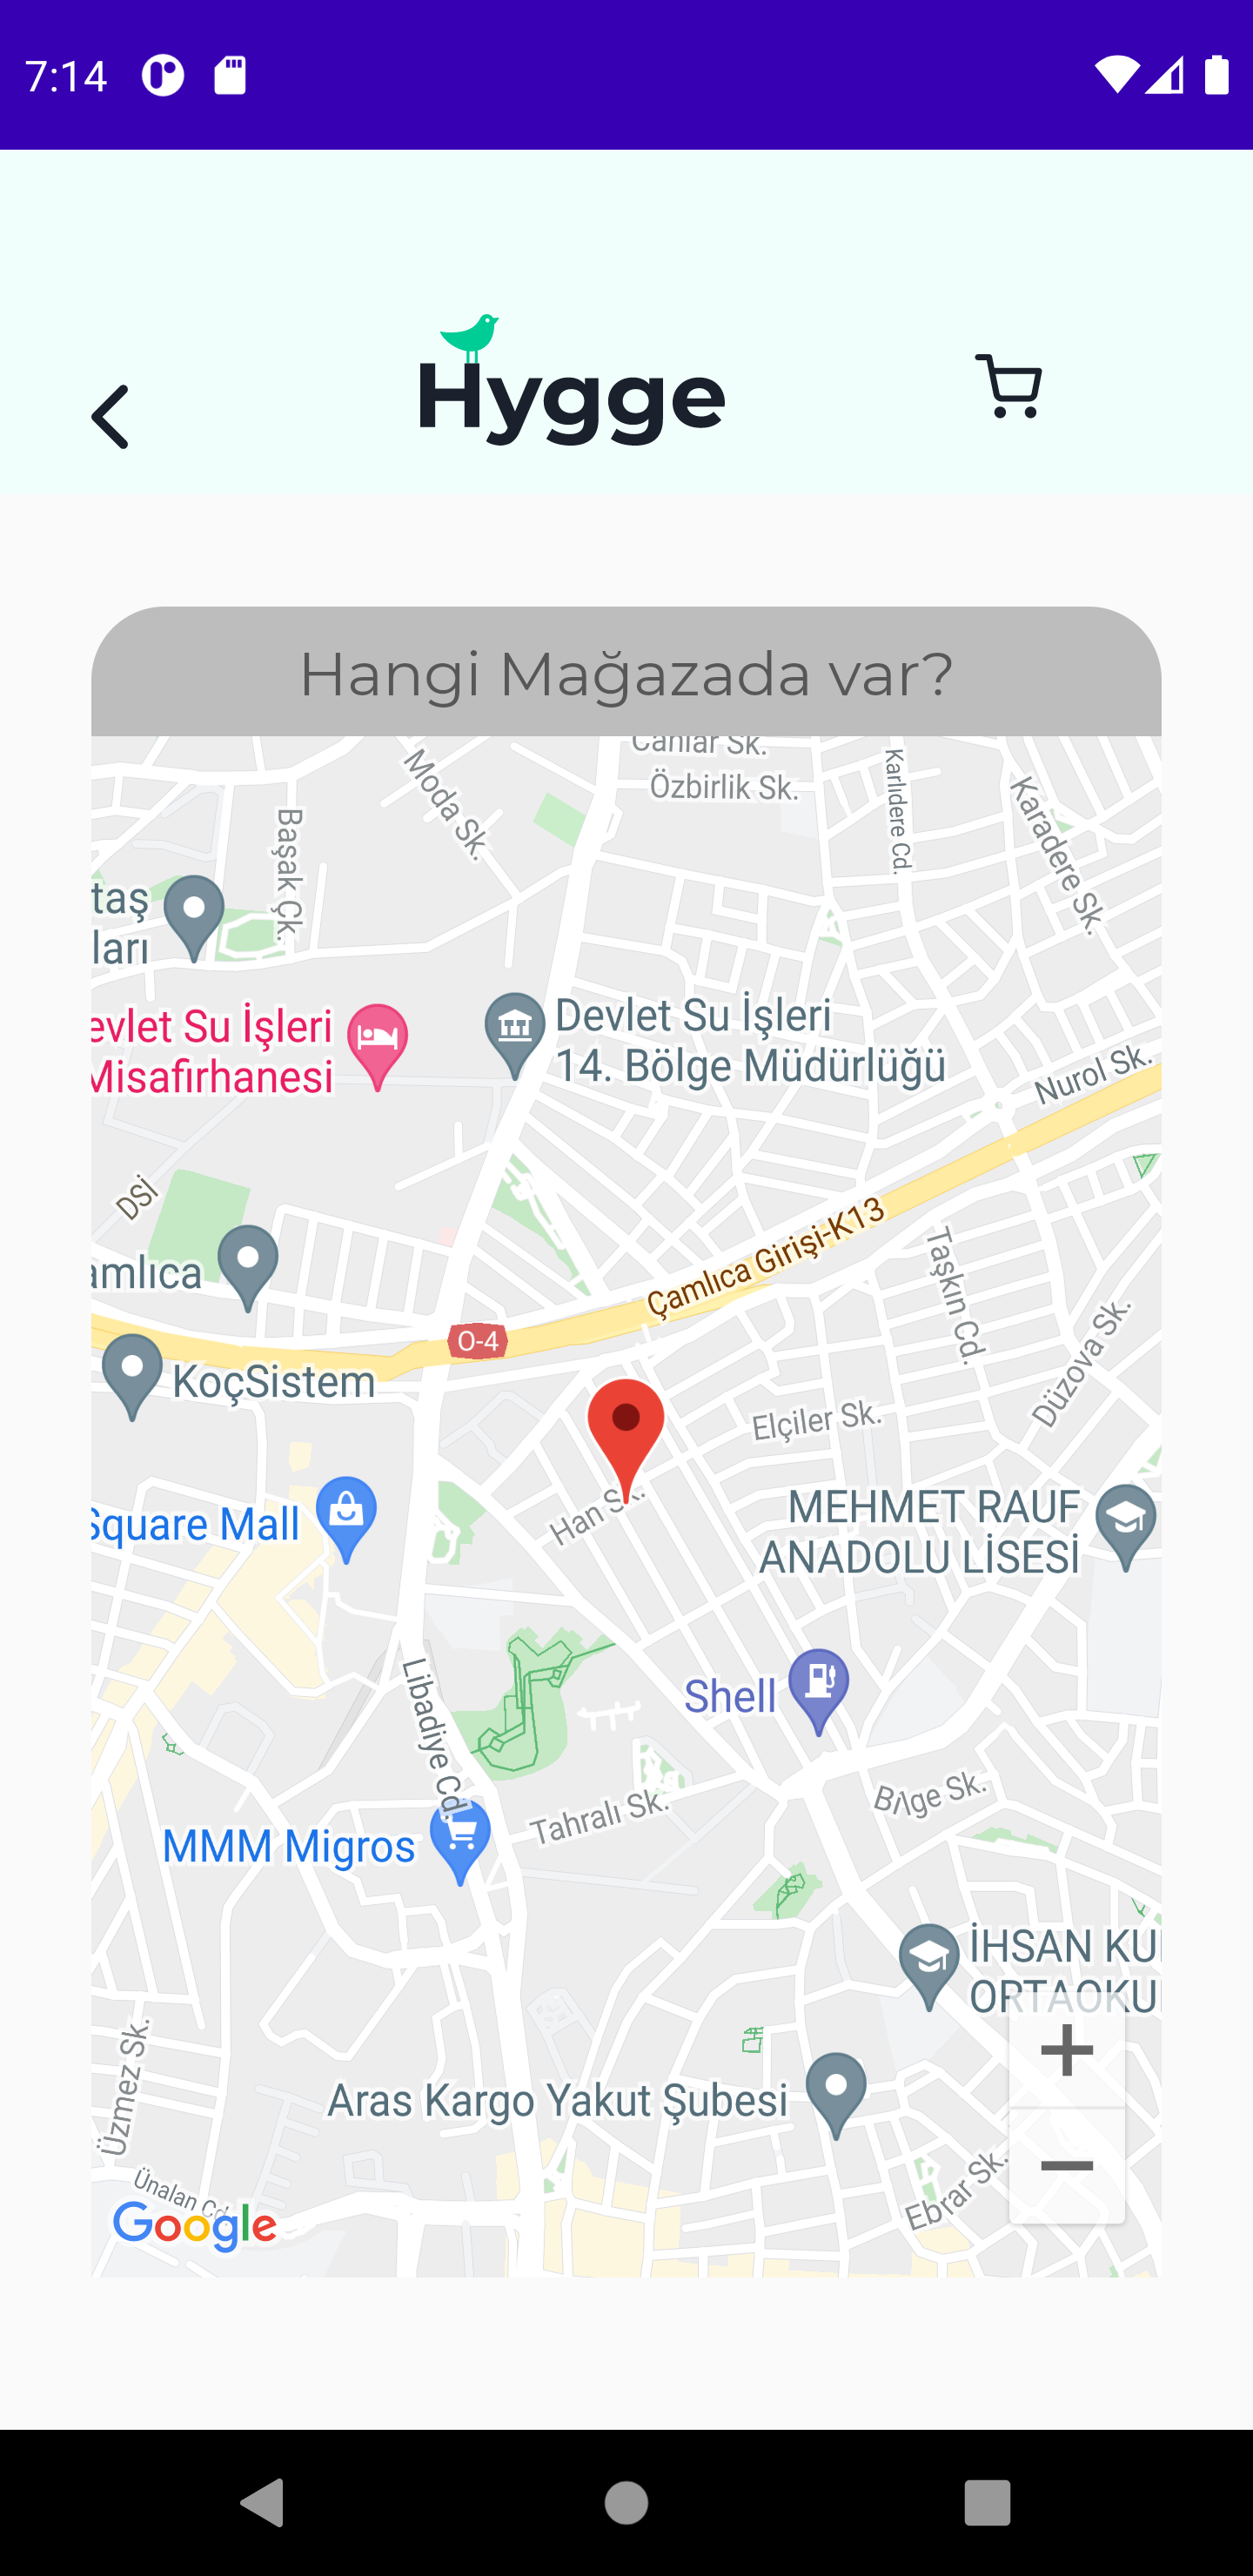 7:14
Hygge
Hangi Mağazada var?
Canlar Sk.
Özbirlik Sk.
Moda Sk.
Karlıdere Cd.
Karadere Sk.
Başak Çk.
taş
ları
evlet Su İşleri
Misafirhanesi
Devlet Su İşleri
14. Bölge Müdürlüğü
Nurol Sk.
DSİ
amlıca
Çamlıca Girişi-K13
Taşkın Cd.
O-4
Düzova Sk.
KoçSistem
Elçiler Sk.
Han Sk.
Square Mall
MEHMET RAUF
ANADOLU LİSESİ
Libadiye Cd.
Shell
Bilge Sk.
Tahralı Sk.
MMM Migros
İHSAN KU
ORTAOKU
Üzmez Sk.
Aras Kargo Yakut Şubesi
Ebrar Sk.
Ünalan Cd.
Google